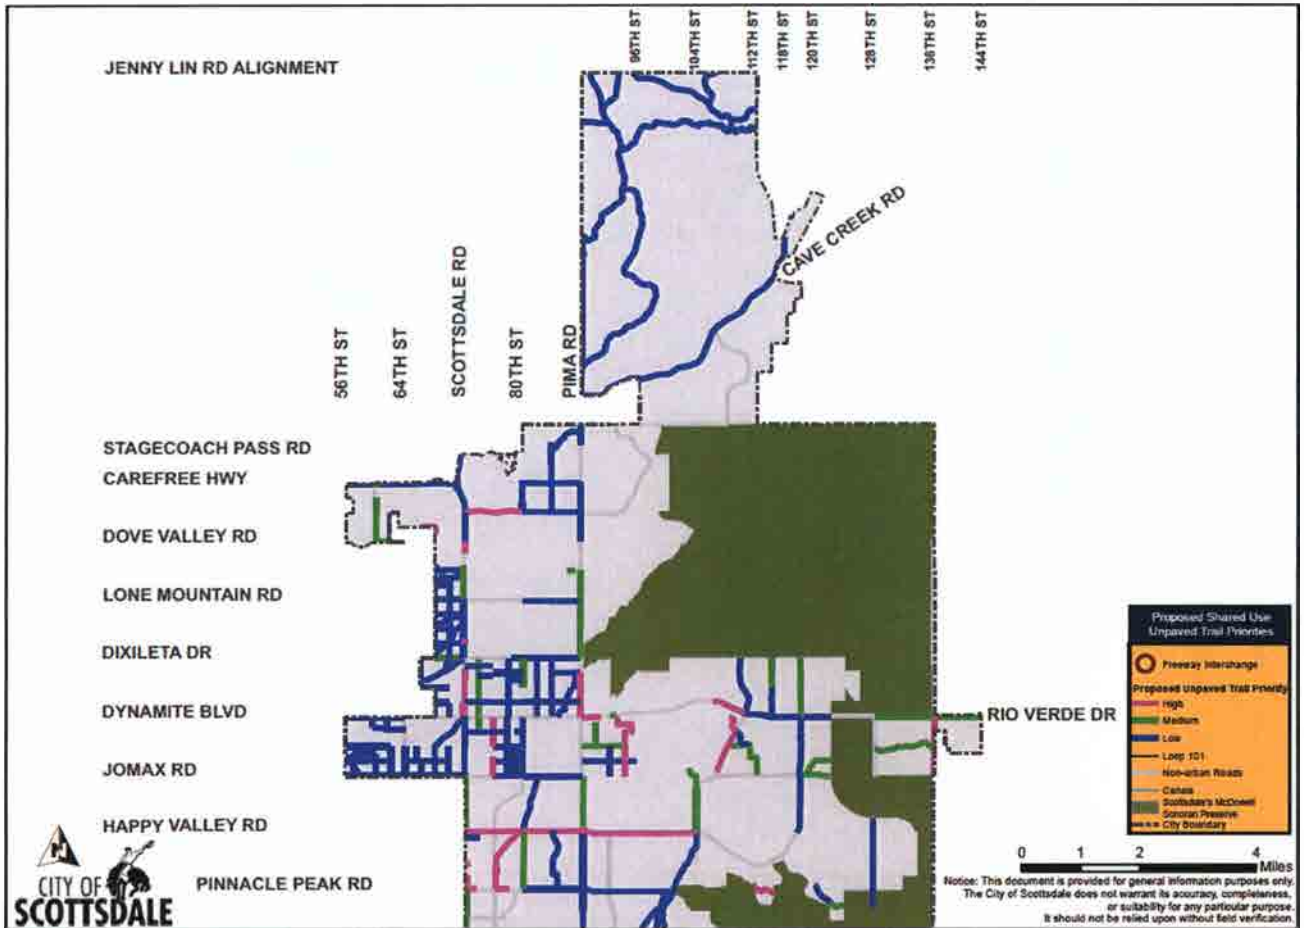 96TH ST
104TH ST
112TH ST
118TH ST
120TH ST
128TH ST
136TH ST
144TH ST
JENNY LIN RD ALIGNMENT
CAVE CREEK RD
56TH ST
64TH ST
SCOTTSDALE RD
80TH ST
PIMA RD
STAGECOACH PASS RD
CAREFREE HWY
DOVE VALLEY RD
LONE MOUNTAIN RD
DIXILETA DR
DYNAMITE BLVD
RIO VERDE DR
JOMAX RD
HAPPY VALLEY RD
PINNACLE PEAK RD
Proposed Shared Use
Unpaved Trail Priorities
Freeway Interchange
Proposed Unpaved Trail Priority
High
Medium
Low
Loop 101
Non-urban Roads
Canals
Scottsdale's McDowell
Sonoran Preserve
City Boundary
0 1 2 4
Miles
Notice: This document is provided for general information purposes only.
The City of Scottsdale does not warrant its accuracy, completeness,
or suitability for any particular purpose.
It should not be relied upon without field verification.
CITY OF
SCOTTSDALE